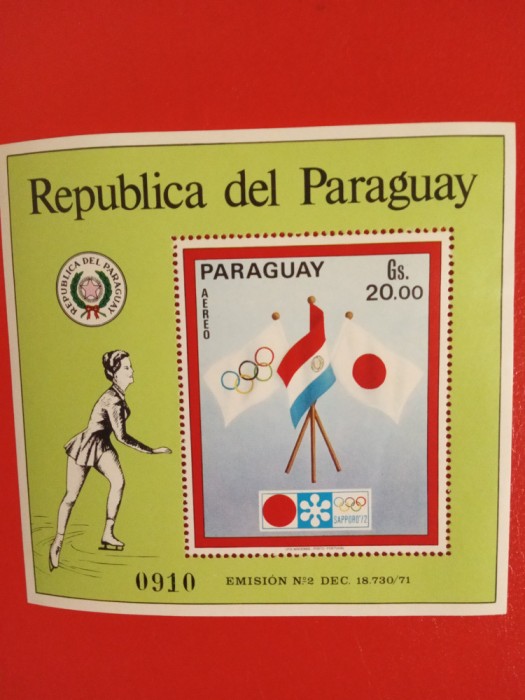 Republica del Paraguay
REPUBLICA DEL PARAGUAY
PARAGUAY Gs.
20.00
AEREO
SAPPORO'72
0910 EMISIÓN Nº2 DEC. 18.730/71